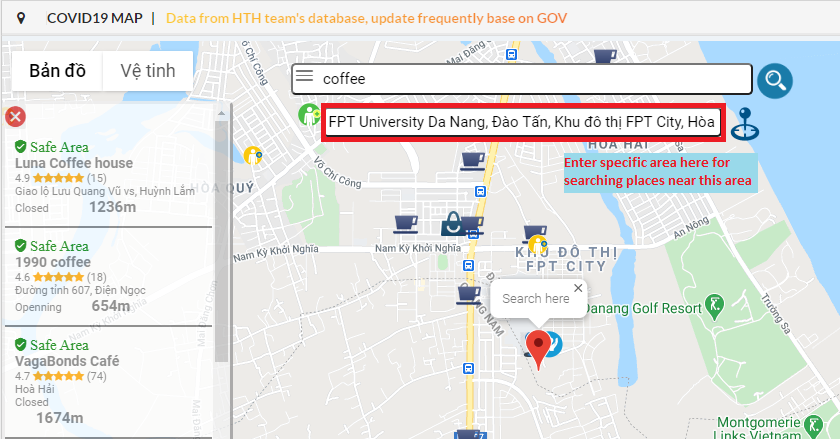 COVID19 MAP | Data from HTH team's database, update frequently base on GOV
Bản đồ Vệ tinh
coffee
FPT University Da Nang, Đào Tấn, Khu đô thị FPT City, Hòa
Enter specific area here for
searching places near this area
Safe Area
Luna Coffee house
4.9 (15)
Giao lộ Lưu Quang Vũ vs, Huỳnh Lắm
Closed 1236m
Safe Area
1990 coffee
4.6 (18)
Đường tỉnh 607, Điện Ngọc
Openning 654m
Safe Area
VagaBonds Café
4.7 (74)
Hoà Hải
Closed
1674m
Võ Chí Công
Mai Đăng Chơn
HOÀ HẢI
HÒA QUÝ
Võ Chí Công
Nam Kỳ Khởi Nghĩa
Nam Kỳ Khởi Nghĩa
An Nông
KHU ĐÔ THỊ
FPT CITY
Trường Sa
Search here
Danang Golf Resort
Montgomerie
Links Vietnam